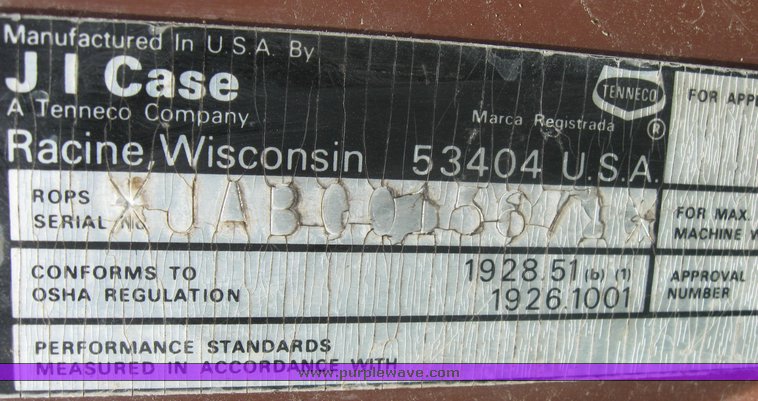 Manufactured In U.S.A. By
J I Case
A Tenneco Company
Racine, Wisconsin 53404 U.S.A.
TENNECO
Marca Registrada ®
ROPS
SERIAL No.
CONFORMS TO
OSHA REGULATION
1928.51 (b) (1)
1926.1001
PERFORMANCE STANDARDS
MEASURED IN ACCORDANCE WITH
FOR
FOR MAX.
MACHINE
APPROVAL
NUMBER
www.purplewave.com